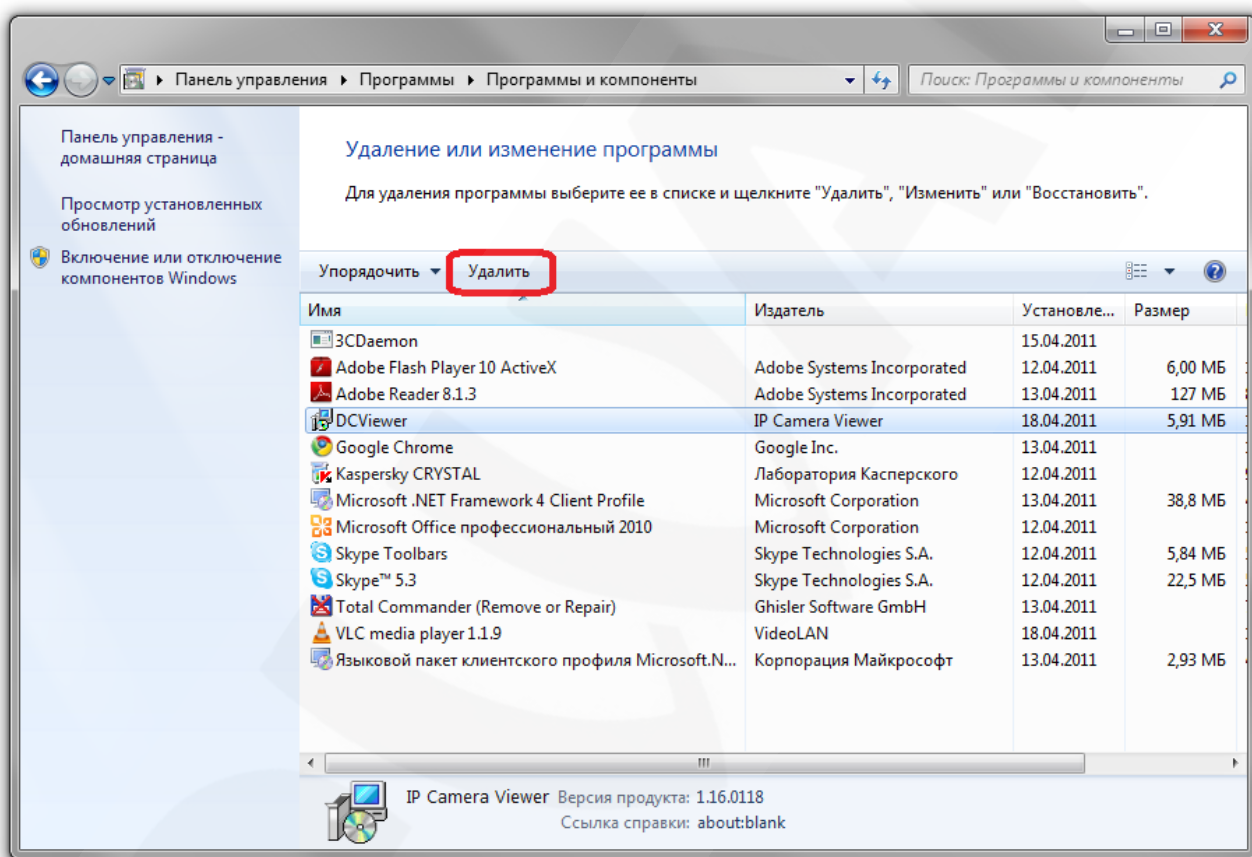 Панель управления ▸ Программы ▸ Программы и компоненты
Поиск: Программы и компоненты
Панель управления -
домашняя страница
Просмотр установленных
обновлений
Включение или отключение
компонентов Windows
Удаление или изменение программы
Для удаления программы выберите ее в списке и щелкните "Удалить", "Изменить" или "Восстановить".
Упорядочить Удалить
Имя Издатель Установле... Размер
3CDaemon 15.04.2011
Adobe Flash Player 10 ActiveX Adobe Systems Incorporated 12.04.2011 6,00 МБ
Adobe Reader 8.1.3 Adobe Systems Incorporated 13.04.2011 127 МБ
DCViewer IP Camera Viewer 18.04.2011 5,91 МБ
Google Chrome Google Inc. 13.04.2011
Kaspersky CRYSTAL Лаборатория Касперского 12.04.2011
Microsoft .NET Framework 4 Client Profile Microsoft Corporation 13.04.2011 38,8 МБ
Microsoft Office профессиональный 2010 Microsoft Corporation 12.04.2011
Skype Toolbars Skype Technologies S.A. 12.04.2011 5,84 МБ
Skype™ 5.3 Skype Technologies S.A. 12.04.2011 22,5 МБ
Total Commander (Remove or Repair) Ghisler Software GmbH 13.04.2011
VLC media player 1.1.9 VideoLAN 18.04.2011
Языковой пакет клиентского профиля Microsoft.N... Корпорация Майкрософт 13.04.2011 2,93 МБ
IP Camera Viewer Версия продукта: 1.16.0118
Ссылка справки: about:blank